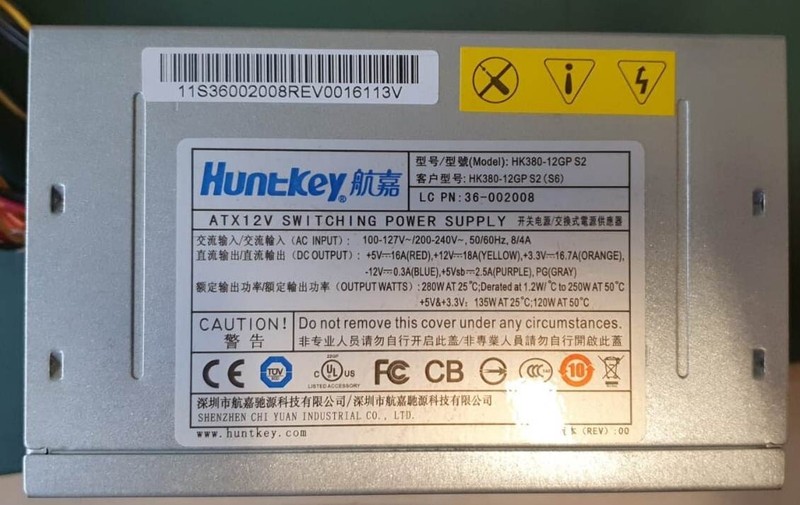 11S36002008REV0016113V
Huntkey® 航嘉
型号/型號(Model): HK380-12GP S2
客户型号: HK380-12GP S2 (S6)
LC PN: 36-002008
ATX12V SWITCHING POWER SUPPLY 开关电源/交換式電源供應器
交流输入/交流輸入 (AC INPUT): 100-127V~/200-240V~, 50/60Hz, 8/4A
直流输出/直流輸出 (DC OUTPUT): +5V⎓16A(RED),+12V⎓18A(YELLOW),+3.3V⎓16.7A(ORANGE),
-12V⎓0.3A(BLUE),+5Vsb⎓2.5A(PURPLE), PG(GRAY)
额定输出功率/額定輸出功率 (OUTPUT WATTS): 280W AT 25℃;Derated at 1.2W/℃ to 250W AT 50℃
+5V&+3.3V: 135W AT 25℃;120W AT 50℃
CAUTION! Do not remove this cover under any circumstances.
警告 非专业人员请勿自行开启此盖/非專業人員請勿自行開啟此蓋
CE TÜV c UL US LISTED ACCESSORY FC CB CCC 10
深圳市航嘉驰源科技有限公司/深圳市航嘉馳源科技有限公司
SHENZHEN CHI YUAN INDUSTRIAL CO., LTD.
www.huntkey.com
(REV):00